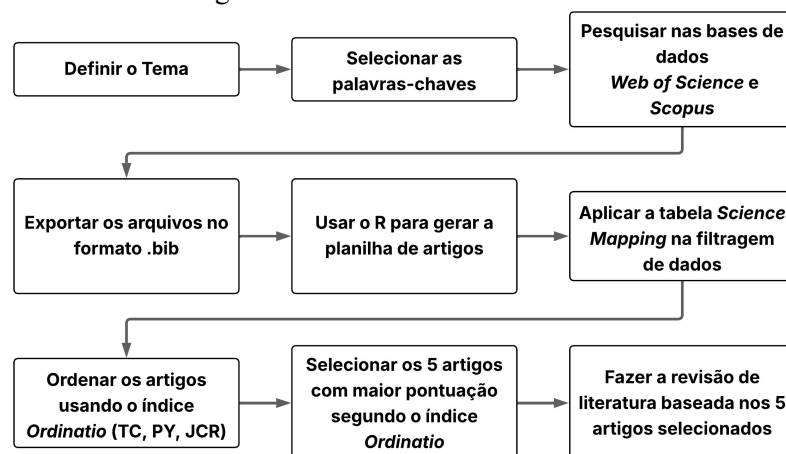 Definir o Tema
Selecionar as
palavras-chaves
Pesquisar nas bases de
dados
Web of Science e
Scopus
Exportar os arquivos no
formato .bib
Usar o R para gerar a
planilha de artigos
Aplicar a tabela Science
Mapping na filtragem
de dados
Ordenar os artigos
usando o índice
Ordinatio (TC, PY, JCR)
Selecionar os 5 artigos
com maior pontuação
segundo o índice
Ordinatio
Fazer a revisão de
literatura baseada nos 5
artigos selecionados